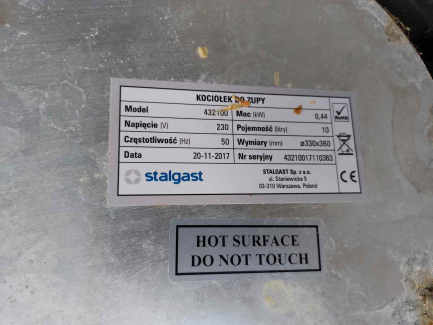 KOCIOŁEK DO ZUPY
Model 432100 Moc (kW) 0,44
Napięcie (V) 230 Pojemność (litry) 10
Częstotliwość (Hz) 50 Wymiary (mm) ø330x360
Data 20-11-2017 Nr seryjny 43210017110363
stalgast
STALGAST Sp. z o.o.
ul. Staniewicka 5
03-310 Warszawa, Poland
CE
HOT SURFACE
DO NOT TOUCH